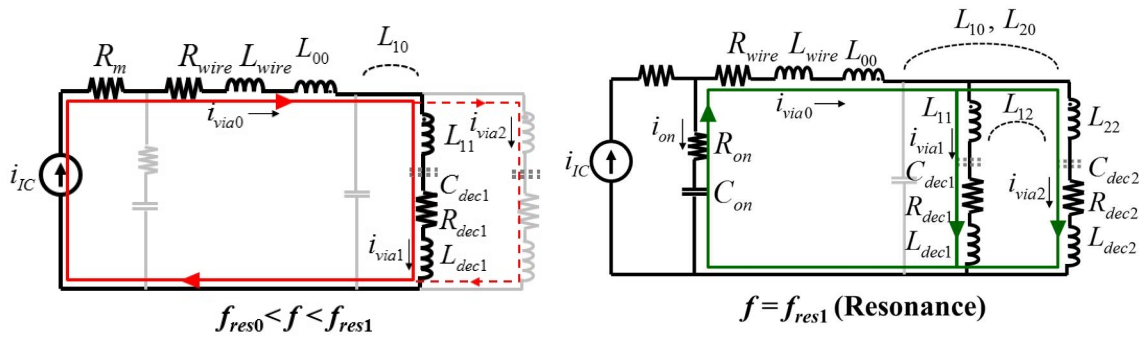 R_m R_wire L_wire L_00 L_10
i_via0
i_via2
L_11
i_IC
C_dec1
R_dec1
i_via1
L_dec1
f_res0 < f < f_res1
L_10 , L_20
R_wire L_wire L_00
i_via0
L_11 L_12
L_22
i_on
R_on
i_via1
i_IC
C_dec1
C_dec2
C_on
i_via2
R_dec1
R_dec2
L_dec1
L_dec2
f = f_res1 (Resonance)